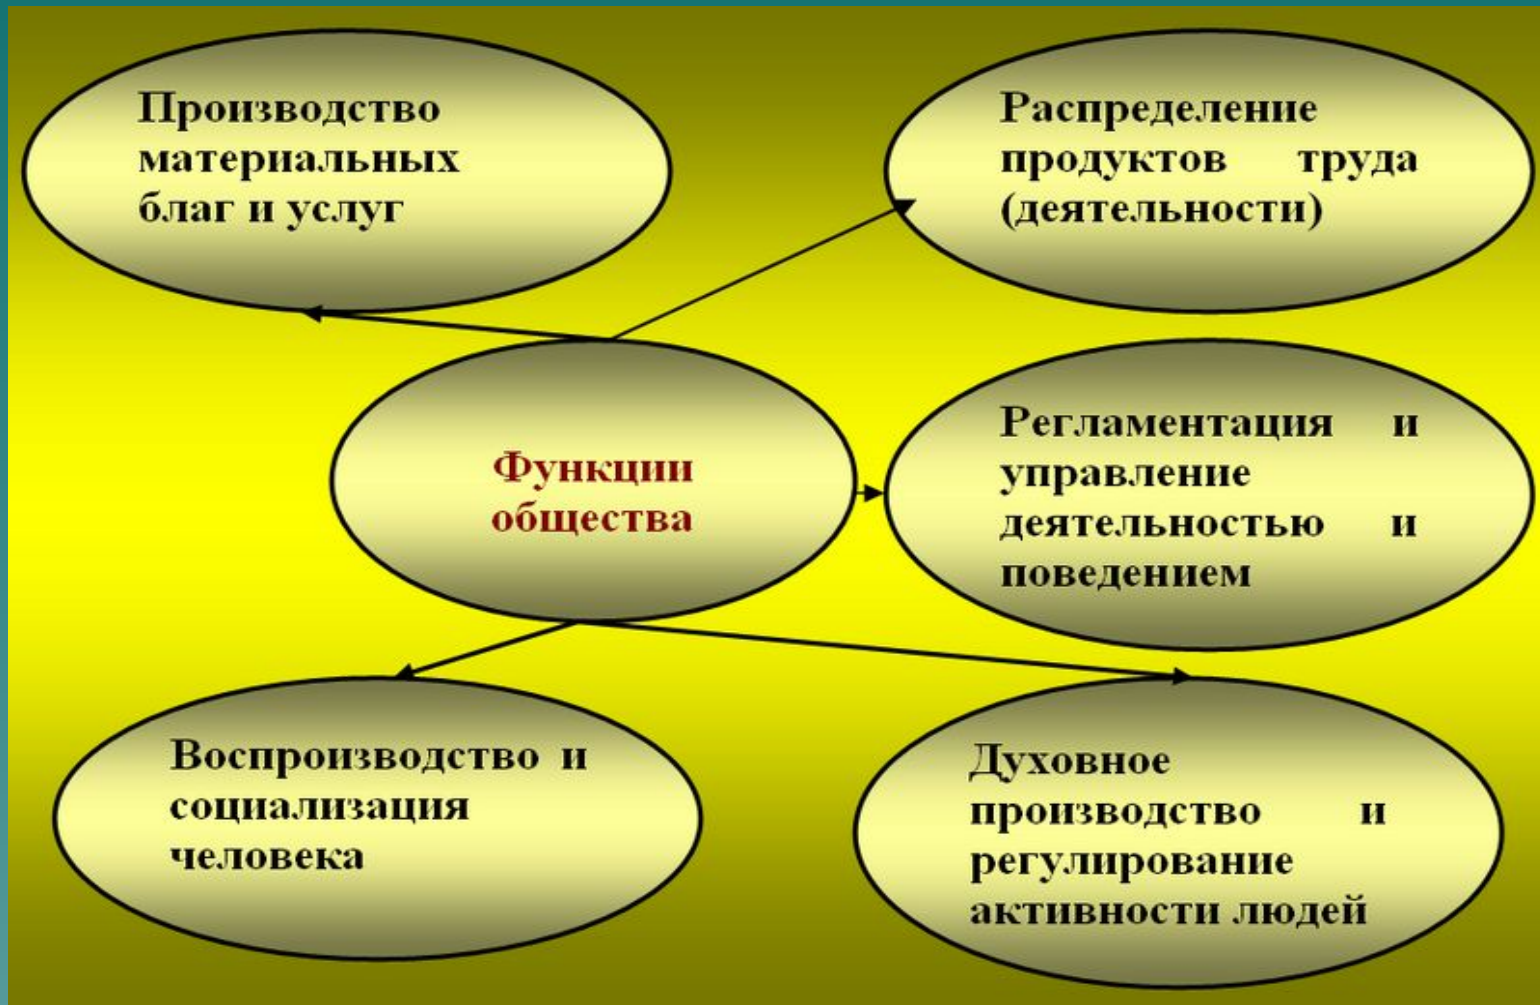 Производство
материальных
благ и услуг
Распределение
продуктов труда
(деятельности)
Функции
общества
Регламентация и
управление
деятельностью и
поведением
Воспроизводство и
социализация
человека
Духовное
производство и
регулирование
активности людей